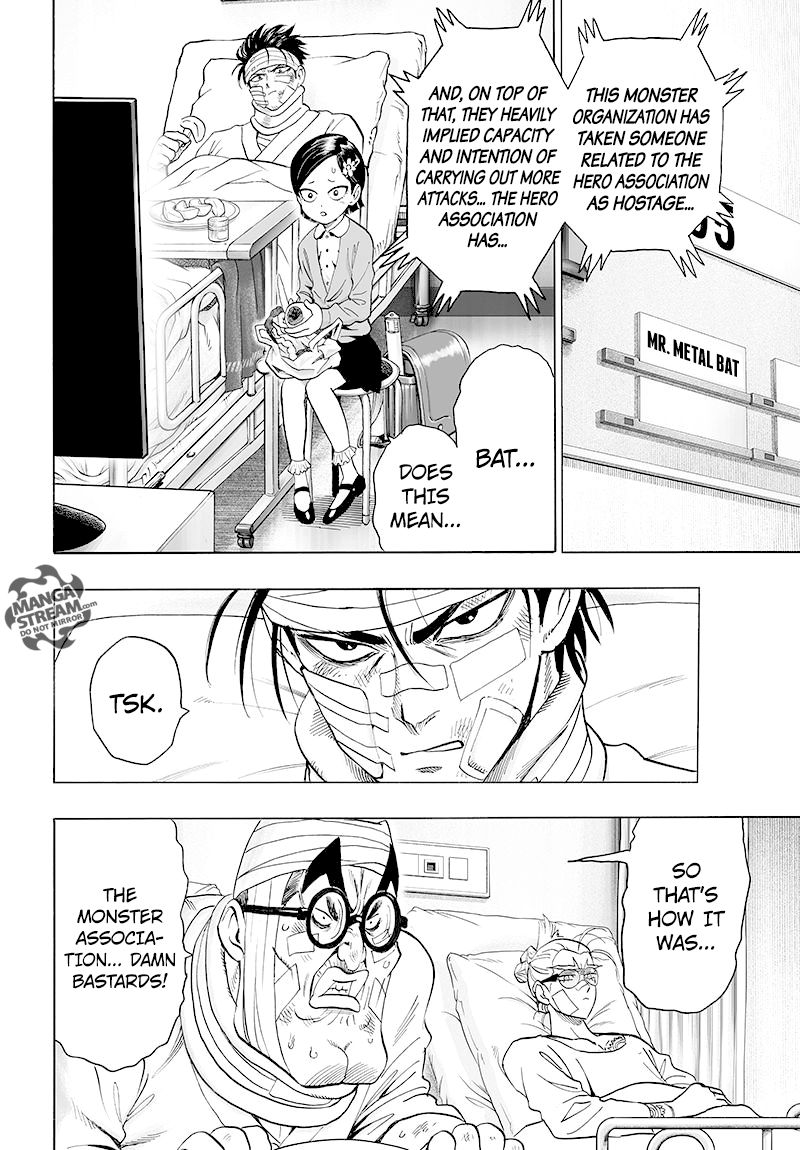 THIS MONSTER
ORGANIZATION HAS
TAKEN SOMEONE
RELATED TO THE
HERO ASSOCIATION
AS HOSTAGE...
MR. METAL BAT
AND, ON TOP OF
THAT, THEY HEAVILY
IMPLIED CAPACITY
AND INTENTION OF
CARRYING OUT MORE
ATTACKS... THE HERO
ASSOCIATION
HAS...
BAT...
DOES
THIS
MEAN...
MANGA
STREAM.com
DO NOT MIRROR
TSK.
SO
THAT'S
HOW IT
WAS...
THE
MONSTER
ASSOCIA-
TION... DAMN
BASTARDS!